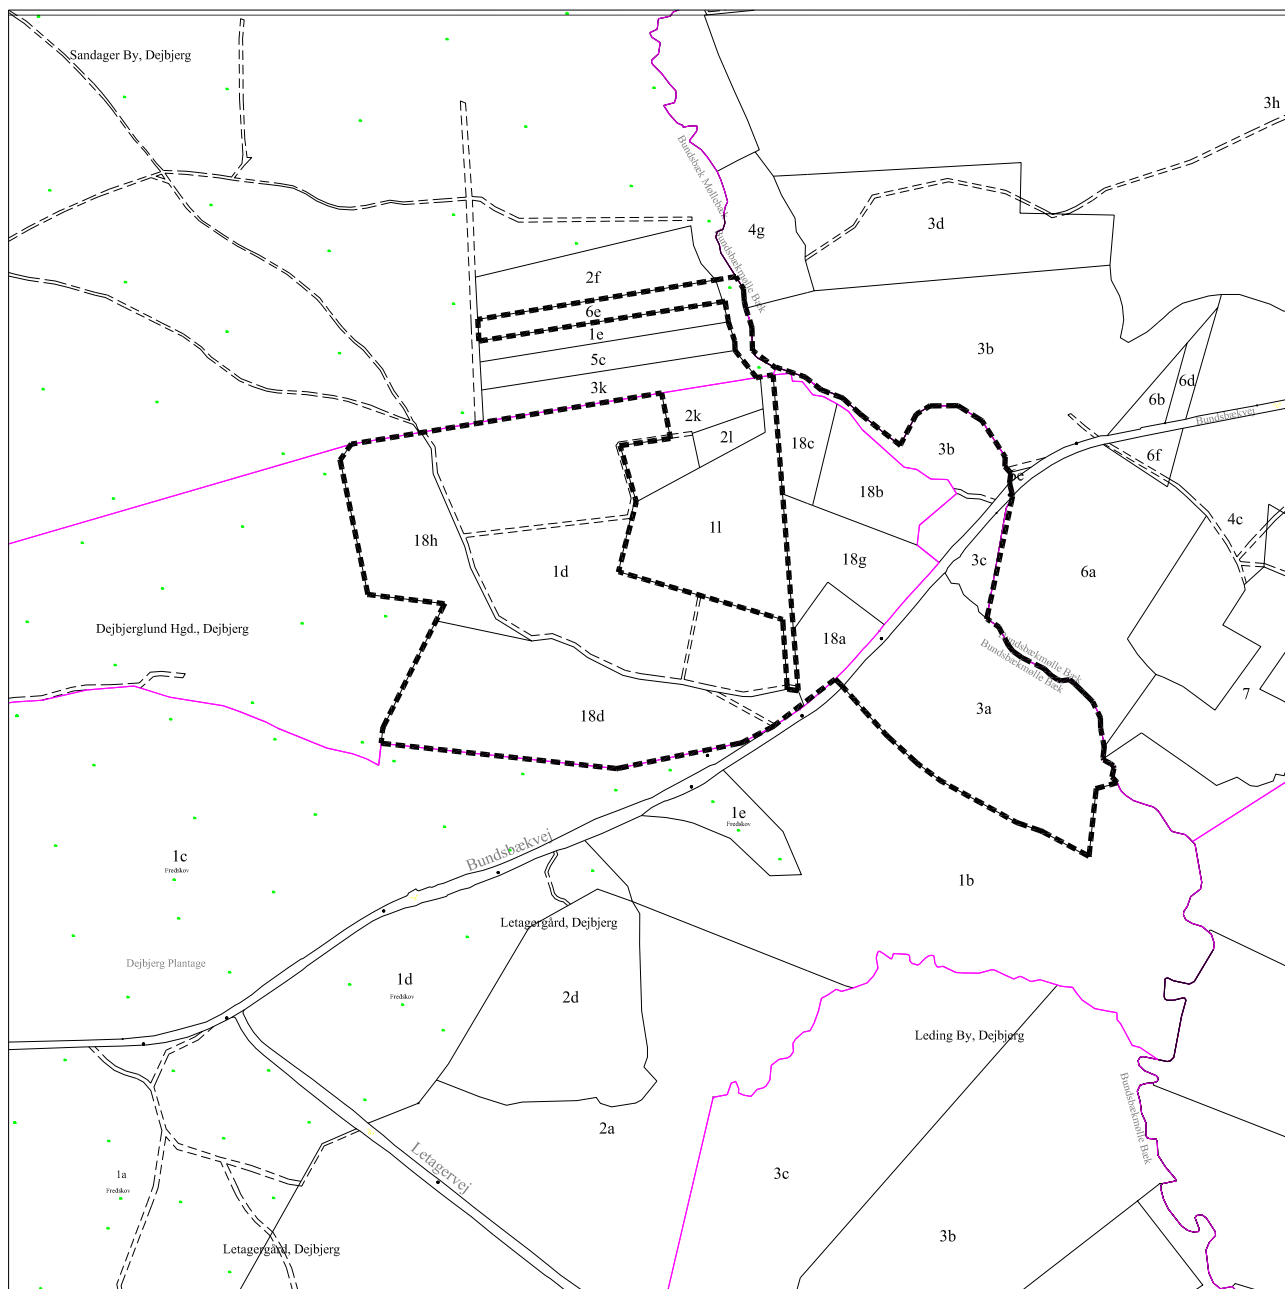 Sandager By, Dejbjerg
3h
Bundsbæk Møllebæk
4g
3d
Bundsbækmølle Bæk
2f
6e
1e
5c
3k
3b
6d
6b
Bundsbækvej
2k
2l
18c
3b
6f
18b
4c
1l
18h
1d
18g
3c
6a
Dejbjerglund Hgd., Dejbjerg
18a
Bundsbækmølle Bæk
Bundsbækmølle Bæk
7
18d
3a
1e
Fredskov
Bundsbækvej
1c
Fredskov
1b
Letagergård, Dejbjerg
Dejbjerg Plantage
1d
Fredskov
2d
Leding By, Dejbjerg
Bundsbækmølle Bæk
2a
Letagervej
1a
Fredskov
3c
3b
Letagergård, Dejbjerg